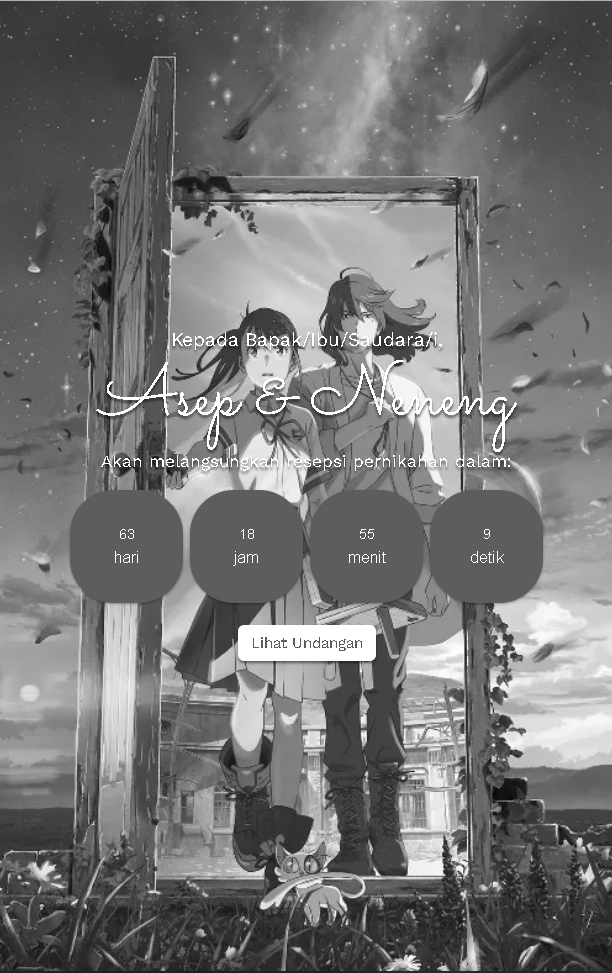 Kepada Bapak/Ibu/Saudara/i,
Asep & Neneng
Akan melangsungkan resepsi pernikahan dalam:
63 18 55 9
hari jam menit detik
Lihat Undangan